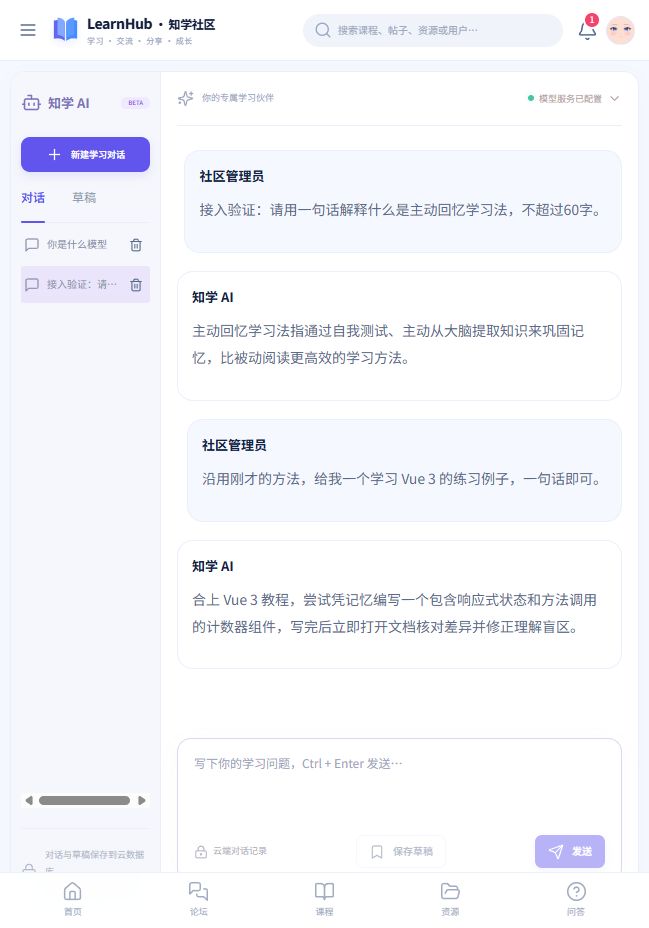 LearnHub · 知学社区
学习 · 交流 · 分享 · 成长
搜索课程、帖子、资源或用户…
1
知学 AI
BETA
新建学习对话
对话
草稿
你是什么模型
接入验证：请…
对话与草稿保存到云数据
库
你的专属学习伙伴
模型服务已配置
社区管理员
接入验证：请用一句话解释什么是主动回忆学习法，不超过60字。
知学 AI
主动回忆学习法指通过自我测试、主动从大脑提取知识来巩固记
忆，比被动阅读更高效的学习方法。
社区管理员
沿用刚才的方法，给我一个学习 Vue 3 的练习例子，一句话即可。
知学 AI
合上 Vue 3 教程，尝试凭记忆编写一个包含响应式状态和方法调用
的计数器组件，写完后立即打开文档核对差异并修正理解盲区。
写下你的学习问题，Ctrl + Enter 发送…
云端对话记录
保存草稿
发送
首页
论坛
课程
资源
问答